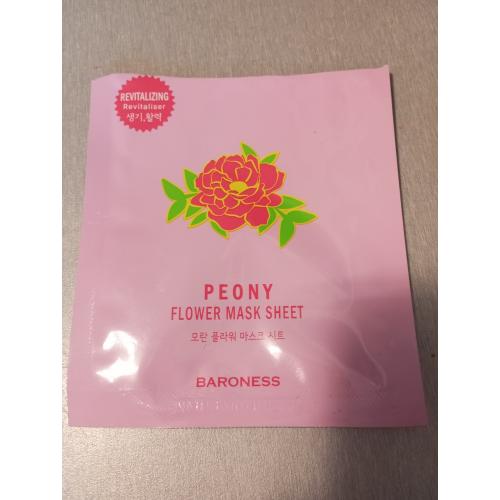 REVITALIZING
Revitaliser
생기,활력
PEONY
FLOWER MASK SHEET
모란 플라워 마스크 시트
BARONESS